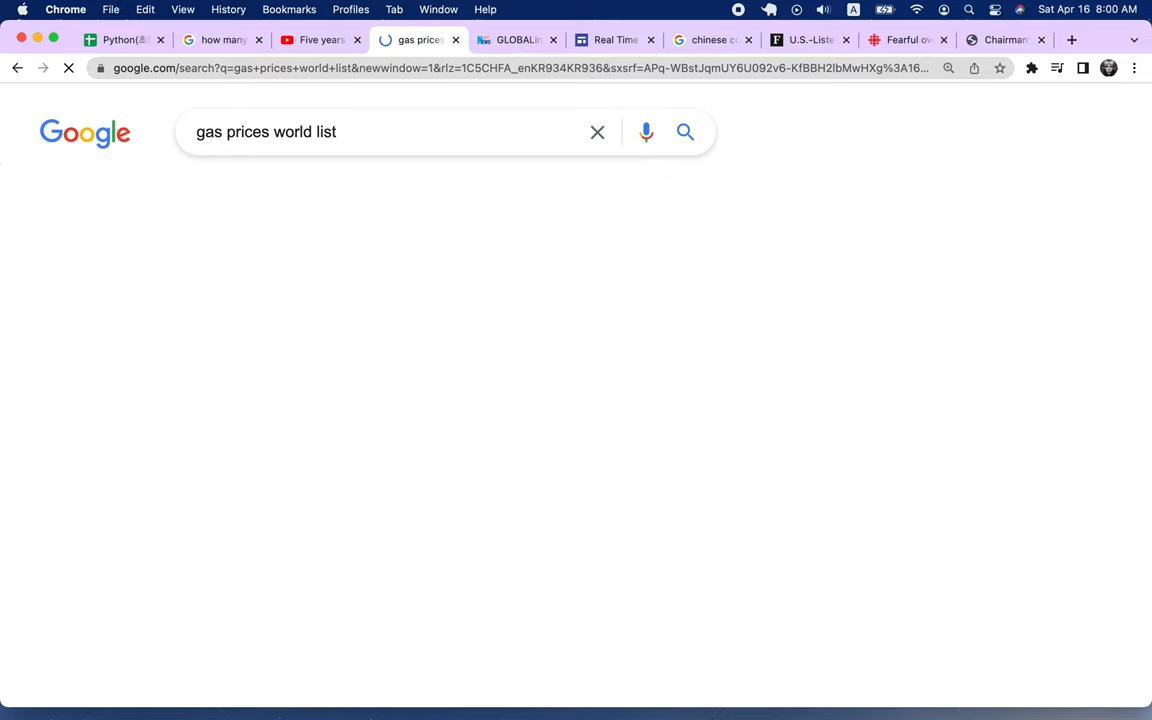 Chrome File Edit View History Bookmarks Profiles Tab Window Help A Sat Apr 16 8:00 AM
Python(초 how many Five years gas prices GLOBALin Real Time chinese co U.S.-Liste Fearful ov Chairman
google.com/search?q=gas+prices+world+list&newwindow=1&rlz=1C5CHFA_enKR934KR936&sxsrf=APq-WBstJqmUY6U092v6-KfBBH2lbMwHXg%3A16...
Google gas prices world list